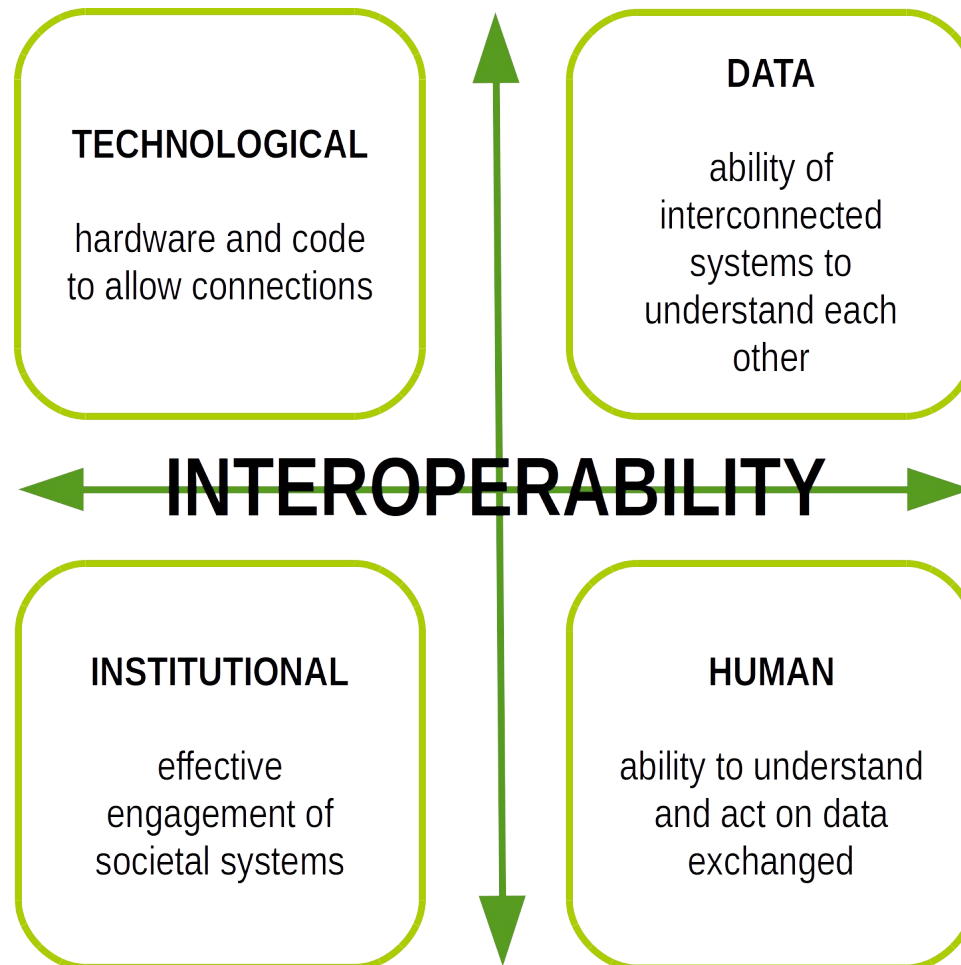 TECHNOLOGICAL
hardware and code
to allow connections
DATA
ability of
interconnected
systems to
understand each
other
INTEROPERABILITY
INSTITUTIONAL
effective
engagement of
societal systems
HUMAN
ability to understand
and act on data
exchanged